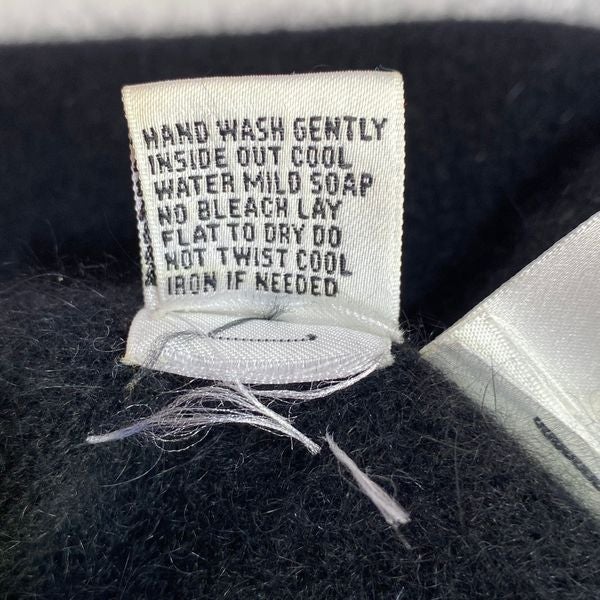 HAND WASH GENTLY
INSIDE OUT COOL
WATER MILD SOAP
NO BLEACH LAY
FLAT TO DRY DO
NOT TWIST COOL
IRON IF NEEDED